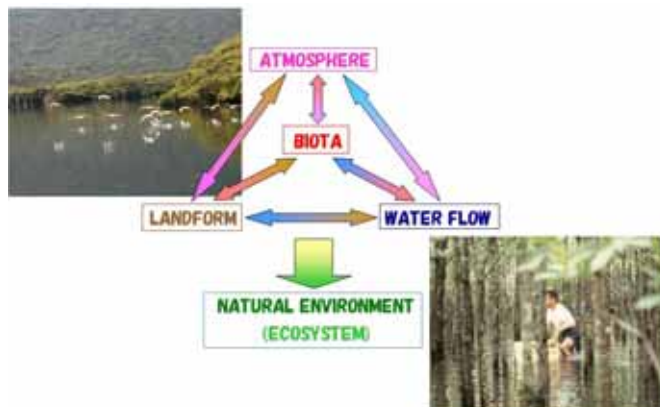 ATMOSPHERE
BIOTA
LANDFORM
WATER FLOW
NATURAL ENVIRONMENT
(ECOSYSTEM)